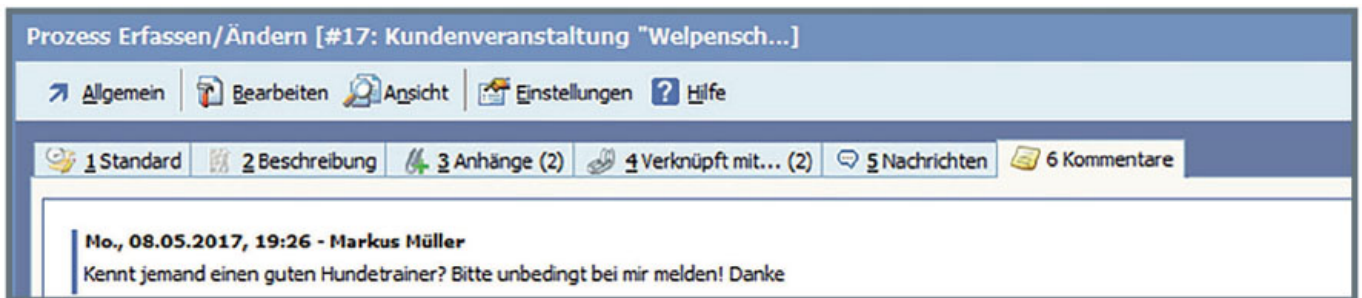 Prozess Erfassen/Ändern [#17: Kundenveranstaltung "Welpensch...]
Allgemein Bearbeiten Ansicht Einstellungen ? Hilfe
1 Standard 2 Beschreibung 3 Anhänge (2) 4 Verknüpft mit... (2) 5 Nachrichten 6 Kommentare
Mo., 08.05.2017, 19:26 - Markus Müller
Kennt jemand einen guten Hundetrainer? Bitte unbedingt bei mir melden! Danke